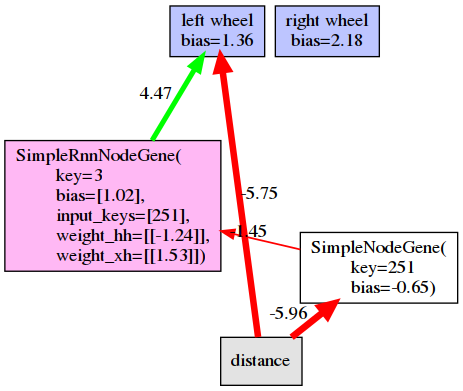 left wheel
bias=1.36
right wheel
bias=2.18
4.47
SimpleRnnNodeGene(
key=3
bias=[1.02],
input_keys=[251],
weight_hh=[[-1.24]],
weight_xh=[[1.53]])
-5.75
-1.45
SimpleNodeGene(
key=251
bias=-0.65)
-5.96
distance